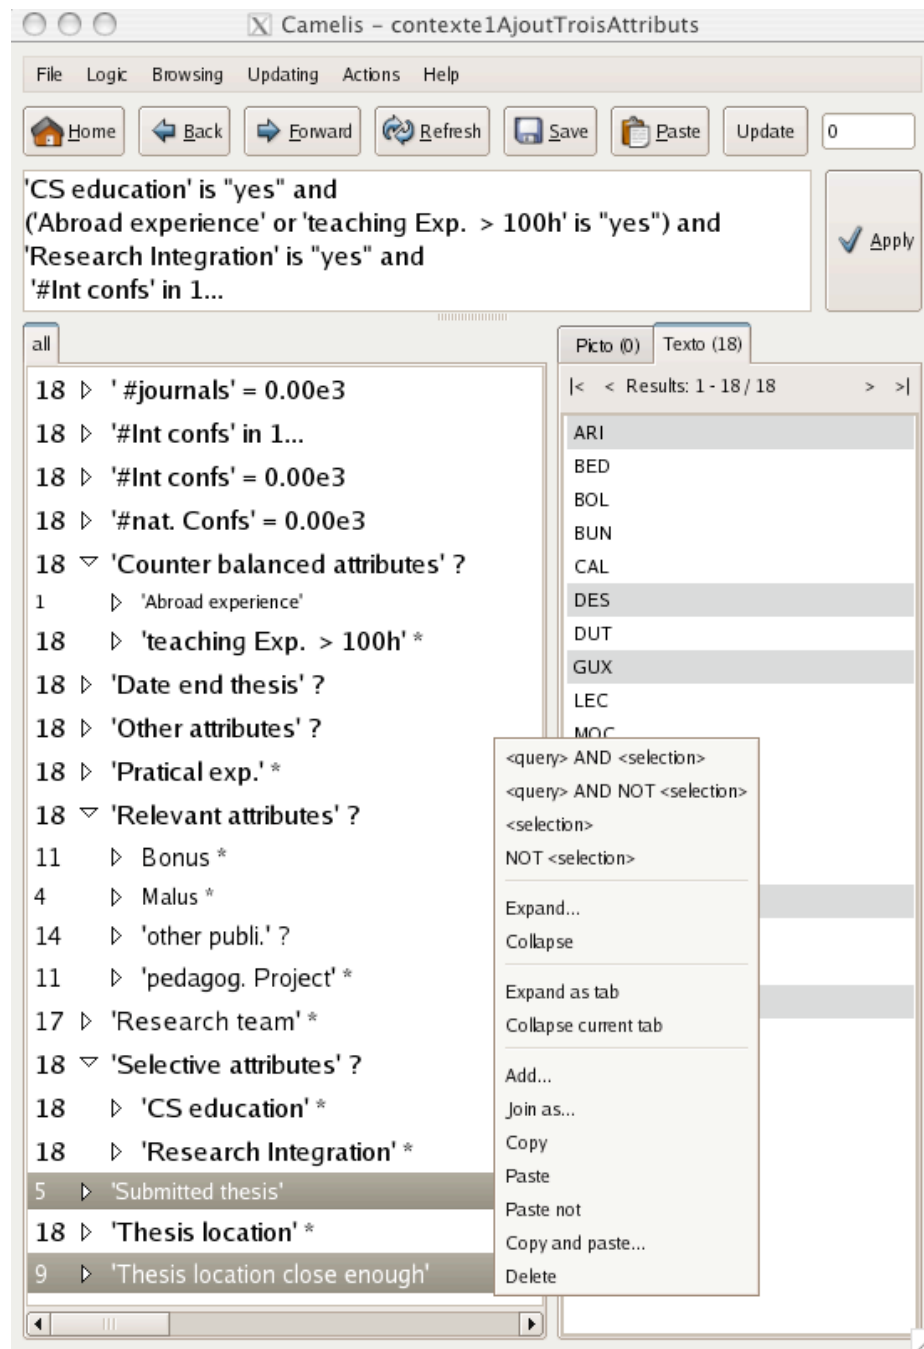 Camelis – contexte1AjoutTroisAttributs
File Logic Browsing Updating Actions Help
Home Back Forward Refresh Save Paste Update 0
'CS education' is "yes" and
('Abroad experience' or 'teaching Exp. > 100h' is "yes") and
'Research Integration' is "yes" and
'#Int confs' in 1...
Apply
all
18 ' #journals' = 0.00e3
18 '#Int confs' in 1...
18 '#Int confs' = 0.00e3
18 '#nat. Confs' = 0.00e3
18 'Counter balanced attributes' ?
1 'Abroad experience'
18 'teaching Exp. > 100h' *
18 'Date end thesis' ?
18 'Other attributes' ?
18 'Pratical exp.' *
18 'Relevant attributes' ?
11 Bonus *
4 Malus *
14 'other publi.' ?
11 'pedagog. Project' *
17 'Research team' *
18 'Selective attributes' ?
18 'CS education' *
18 'Research Integration' *
5 'Submitted thesis'
18 'Thesis location' *
9 'Thesis location close enough'
Picto (0) Texto (18)
|< < Results: 1 - 18 / 18 > >|
ARI
BED
BOL
BUN
CAL
DES
DUT
GUX
LEC
MOC
<query> AND <selection>
<query> AND NOT <selection>
<selection>
NOT <selection>
Expand...
Collapse
Expand as tab
Collapse current tab
Add...
Join as...
Copy
Paste
Paste not
Copy and paste...
Delete